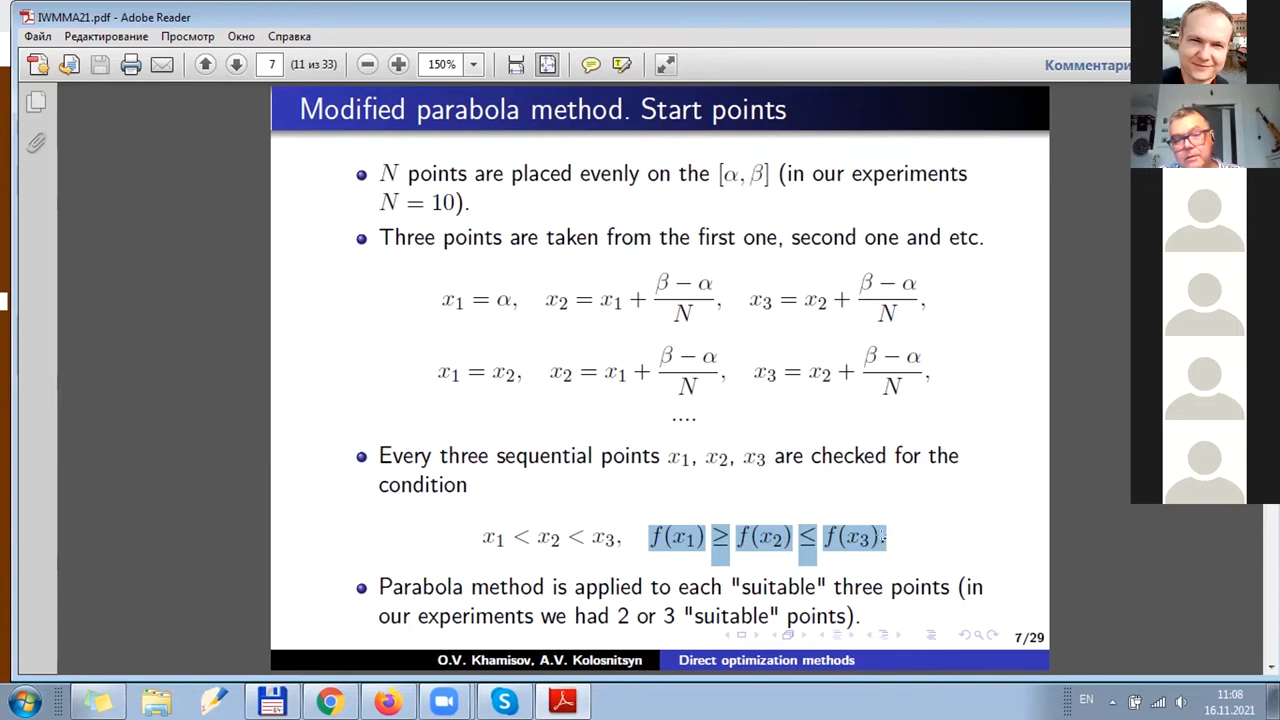 IWMMA21.pdf - Adobe Reader
Файл Редактирование Просмотр Окно Справка
7 (11 из 33) 150% Комментари
Modified parabola method. Start points
N points are placed evenly on the [α, β] (in our experiments
N = 10).
Three points are taken from the first one, second one and etc.
x₁ = α, x₂ = x₁ + (β − α)/N, x₃ = x₂ + (β − α)/N,
x₁ = x₂, x₂ = x₁ + (β − α)/N, x₃ = x₂ + (β − α)/N,
....
Every three sequential points x₁, x₂, x₃ are checked for the
condition
x₁ < x₂ < x₃, f(x₁) ≥ f(x₂) ≤ f(x₃).
Parabola method is applied to each "suitable" three points (in
our experiments we had 2 or 3 "suitable" points).
7/29
O.V. Khamisov, A.V. Kolosnitsyn Direct optimization methods
EN 11:08
16.11.2021